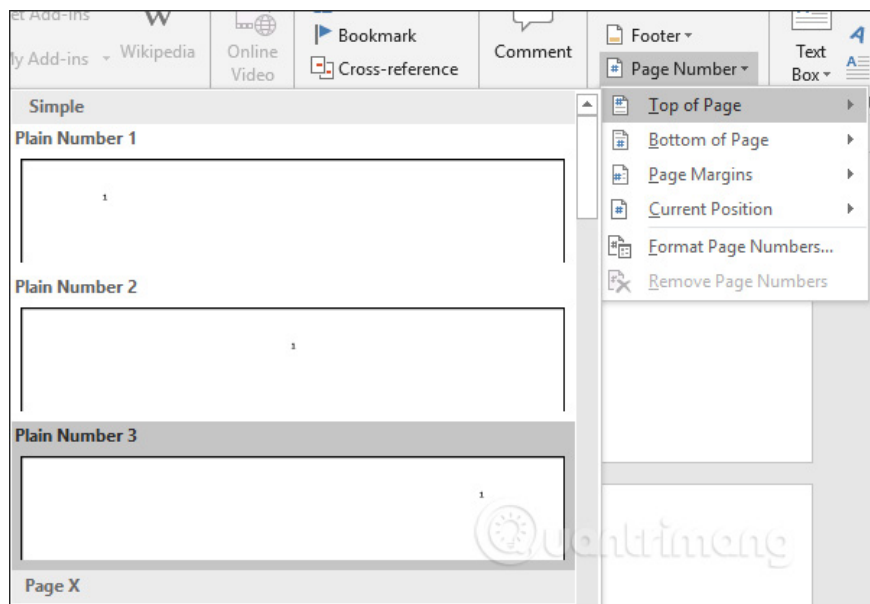 Get Add-ins
My Add-ins
W
Wikipedia
Online
Video
Bookmark
Cross-reference
Comment
Footer
# Page Number
Text
Box
A
A
Simple
Plain Number 1
1
Plain Number 2
1
Plain Number 3
1
Page X
Top of Page
# Bottom of Page
# Page Margins
# Current Position
# Format Page Numbers...
Remove Page Numbers
Quantrimang